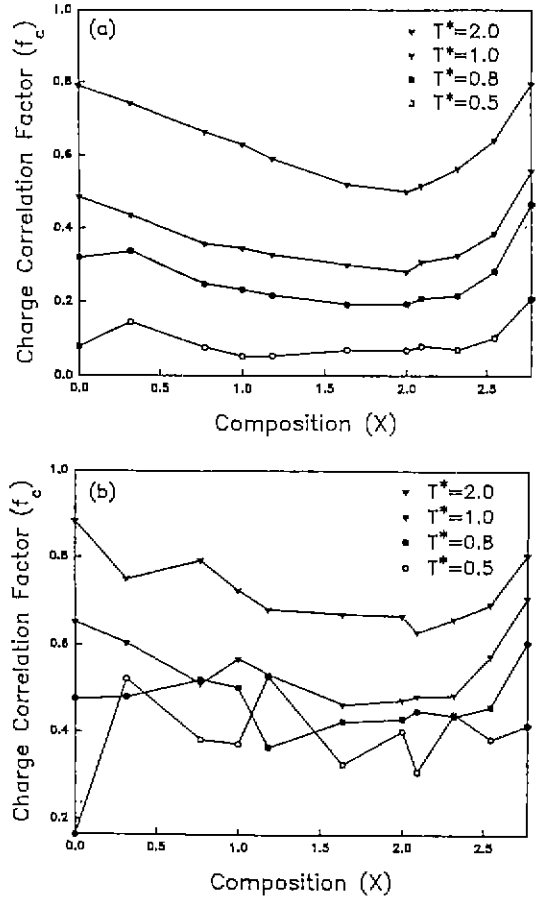 (a)
T*=2.0
T*=1.0
T*=0.8
T*=0.5
1.0
0.8
0.6
0.4
0.2
0.0
Charge Correlation Factor (f_c)
0.0 0.5 1.0 1.5 2.0 2.5
Composition (X)
(b)
T*=2.0
T*=1.0
T*=0.8
T*=0.5
1.0
0.8
0.6
0.4
0.2
Charge Correlation Factor (f_c)
0.0 0.5 1.0 1.5 2.0 2.5
Composition (X)